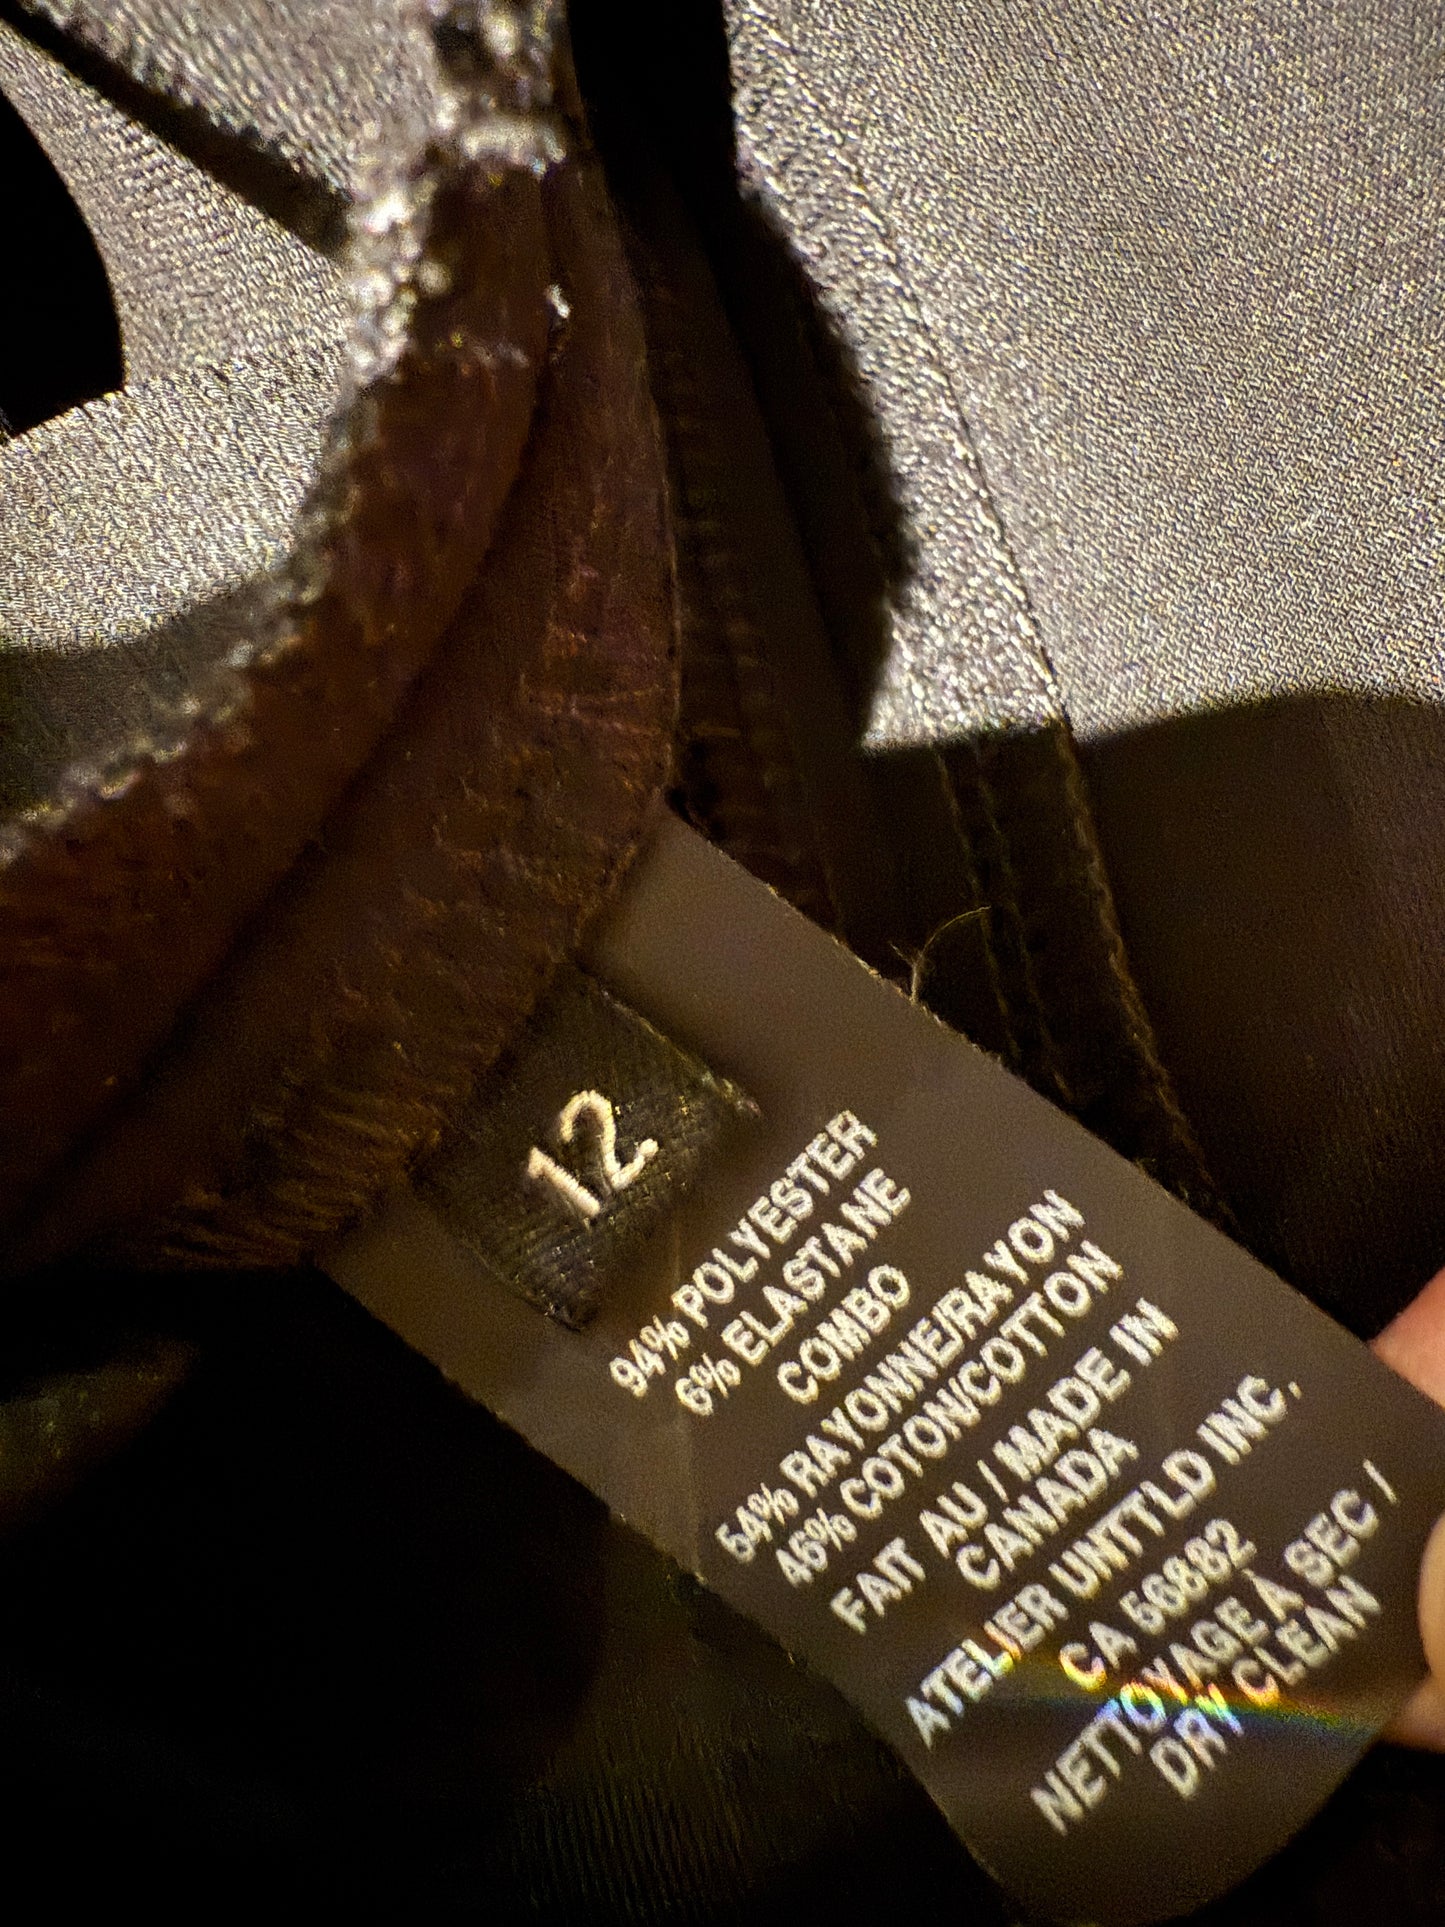 12
94% POLYESTER
6% ELASTANE
COMBO
54% RAYONNE/RAYON
46% COTON/COTTON
FAIT AU / MADE IN
CANADA
ATELIER UNTTLD INC.
CA 56882
NETTOYAGE À SEC /
DRY CLEAN